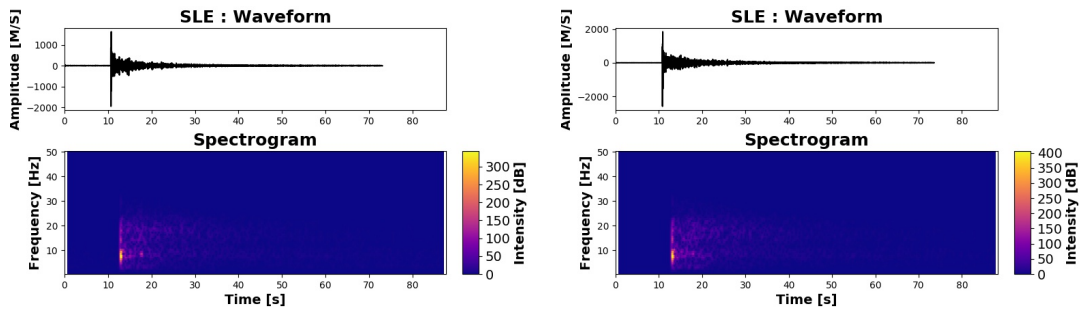 SLE : Waveform
Amplitude [M/S]
1000
0
−1000
−2000
0 10 20 30 40 50 60 70 80
Spectrogram
Frequency [Hz]
50
40
30
20
10
0 10 20 30 40 50 60 70 80
Time [s]
300
250
200
150
100
50
0
Intensity [dB]
SLE : Waveform
Amplitude [M/S]
2000
0
−2000
0 10 20 30 40 50 60 70 80
Spectrogram
Frequency [Hz]
50
40
30
20
10
0 10 20 30 40 50 60 70 80
Time [s]
400
350
300
250
200
150
100
50
0
Intensity [dB]